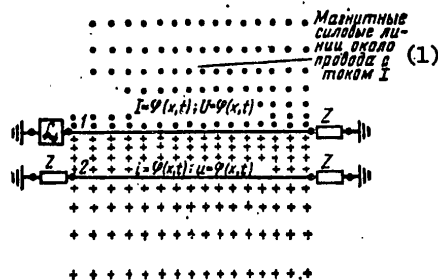 Магнитные
силовые ли-
нии около
провода с
током I
(1)
I=Ψ(x,t); U=Ψ(x,t)
1
Z
Z
2
i=Ψ(x,t); u=Ψ(x,t)
Z